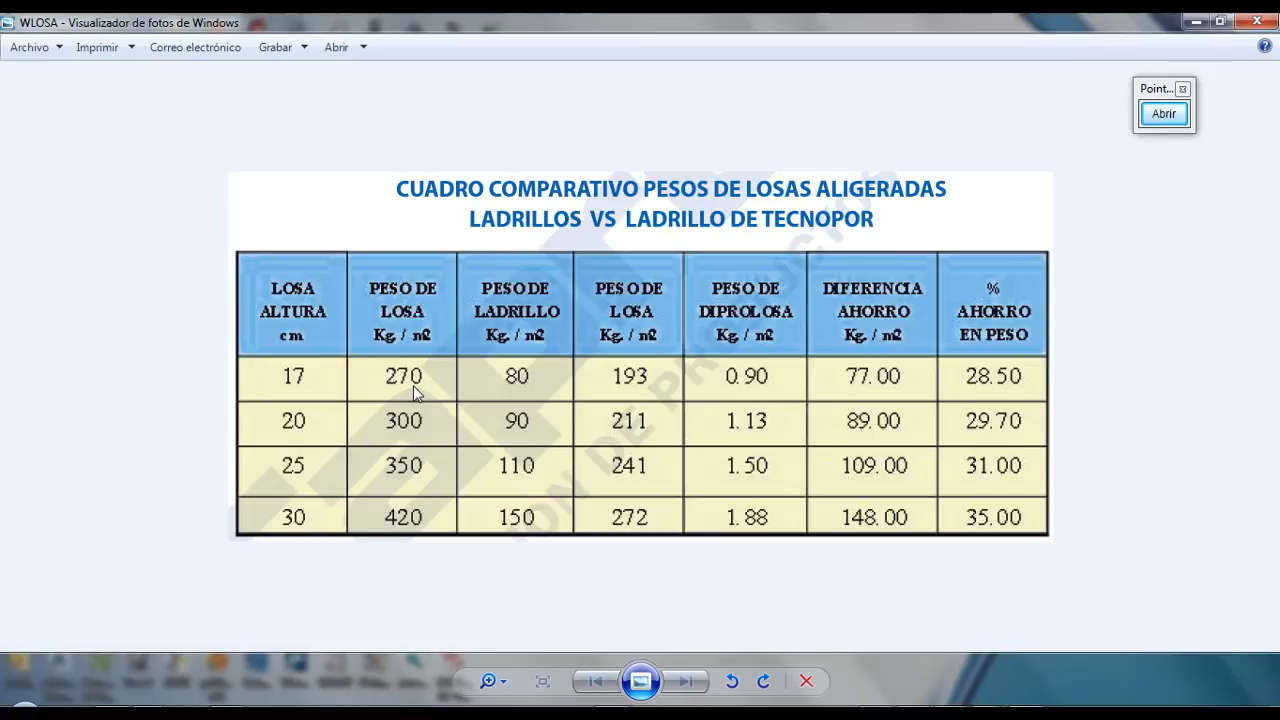 WLOSA - Visualizador de fotos de Windows
Archivo Imprimir Correo electrónico Grabar Abrir
Point...
Abrir
CUADRO COMPARATIVO PESOS DE LOSAS ALIGERADAS
LADRILLOS VS LADRILLO DE TECNOPOR
LOSA PESO DE PESO DE PESO DE PESO DE DIFERENCIA %
ALTURA LOSA LADRILLO LOSA DIPROLOSA AHORRO AHORRO
cm Kg. / m2 Kg. / m2 Kg. / m2 Kg. / m2 Kg. / m2 EN PESO
17 270 80 193 0.90 77.00 28.50
20 300 90 211 1.13 89.00 29.70
25 350 110 241 1.50 109.00 31.00
30 420 150 272 1.88 148.00 35.00